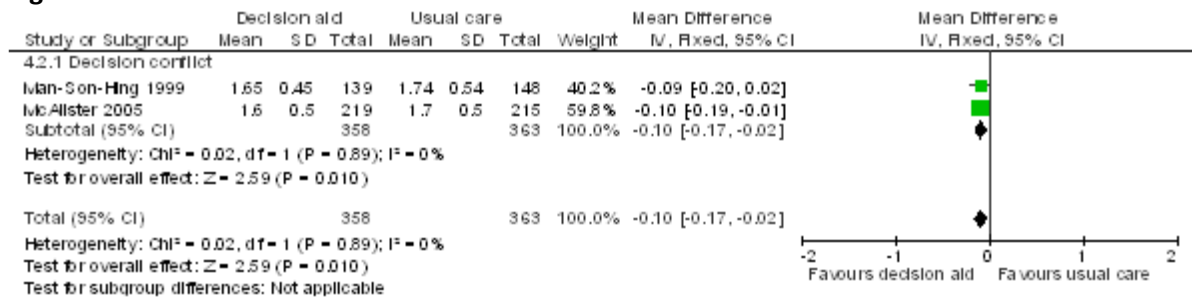 Decision aid Usual care Mean Difference Mean Difference
Study or Subgroup Mean SD Total Mean SD Total Weight IV, Fixed, 95% CI IV, Fixed, 95% CI
4.2.1 Decision conflict
Man-Son-Hing 1999 1.65 0.45 139 1.74 0.54 148 40.2% -0.09 [-0.20, 0.02]
McAlister 2005 1.6 0.5 219 1.7 0.5 215 59.8% -0.10 [-0.19, -0.01]
Subtotal (95% CI) 358 363 100.0% -0.10 [-0.17, -0.02]
Heterogeneity: Chi² = 0.02, df = 1 (P = 0.89); I² = 0%
Test for overall effect: Z = 2.59 (P = 0.010)
Total (95% CI) 358 363 100.0% -0.10 [-0.17, -0.02]
Heterogeneity: Chi² = 0.02, df = 1 (P = 0.89); I² = 0%
Test for overall effect: Z = 2.59 (P = 0.010)
Test for subgroup differences: Not applicable
-2 -1 0 1 2
Favours decision aid Favours usual care